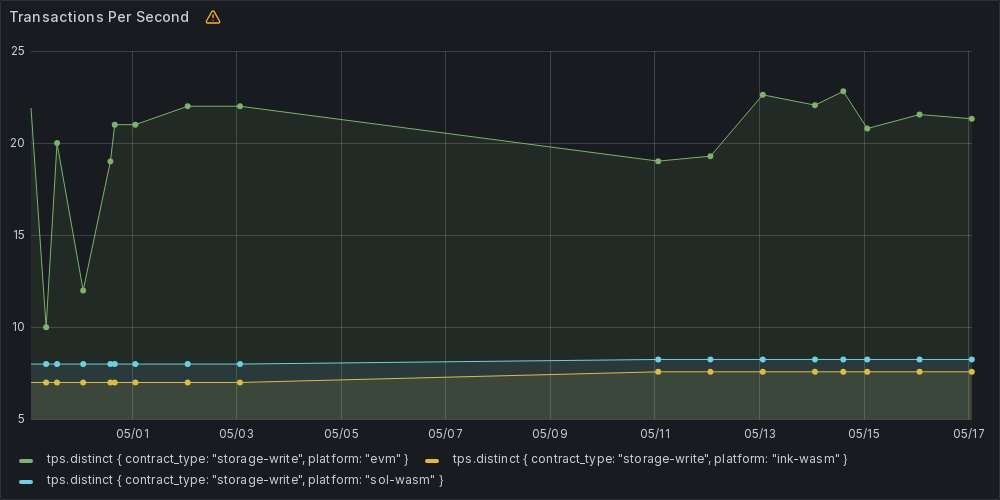 Transactions Per Second
25
20
15
10
5
05/01 05/03 05/05 05/07 05/09 05/11 05/13 05/15 05/17
tps.distinct { contract_type: "storage-write", platform: "evm" } tps.distinct { contract_type: "storage-write", platform: "ink-wasm" }
tps.distinct { contract_type: "storage-write", platform: "sol-wasm" }